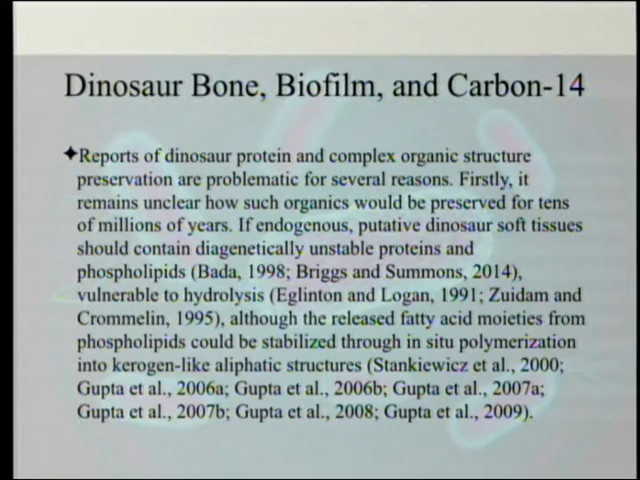 Dinosaur Bone, Biofilm, and Carbon-14
✦Reports of dinosaur protein and complex organic structure
preservation are problematic for several reasons. Firstly, it
remains unclear how such organics would be preserved for tens
of millions of years. If endogenous, putative dinosaur soft tissues
should contain diagenetically unstable proteins and
phospholipids (Bada, 1998; Briggs and Summons, 2014),
vulnerable to hydrolysis (Eglinton and Logan, 1991; Zuidam and
Crommelin, 1995), although the released fatty acid moieties from
phospholipids could be stabilized through in situ polymerization
into kerogen-like aliphatic structures (Stankiewicz et al., 2000;
Gupta et al., 2006a; Gupta et al., 2006b; Gupta et al., 2007a;
Gupta et al., 2007b; Gupta et al., 2008; Gupta et al., 2009).